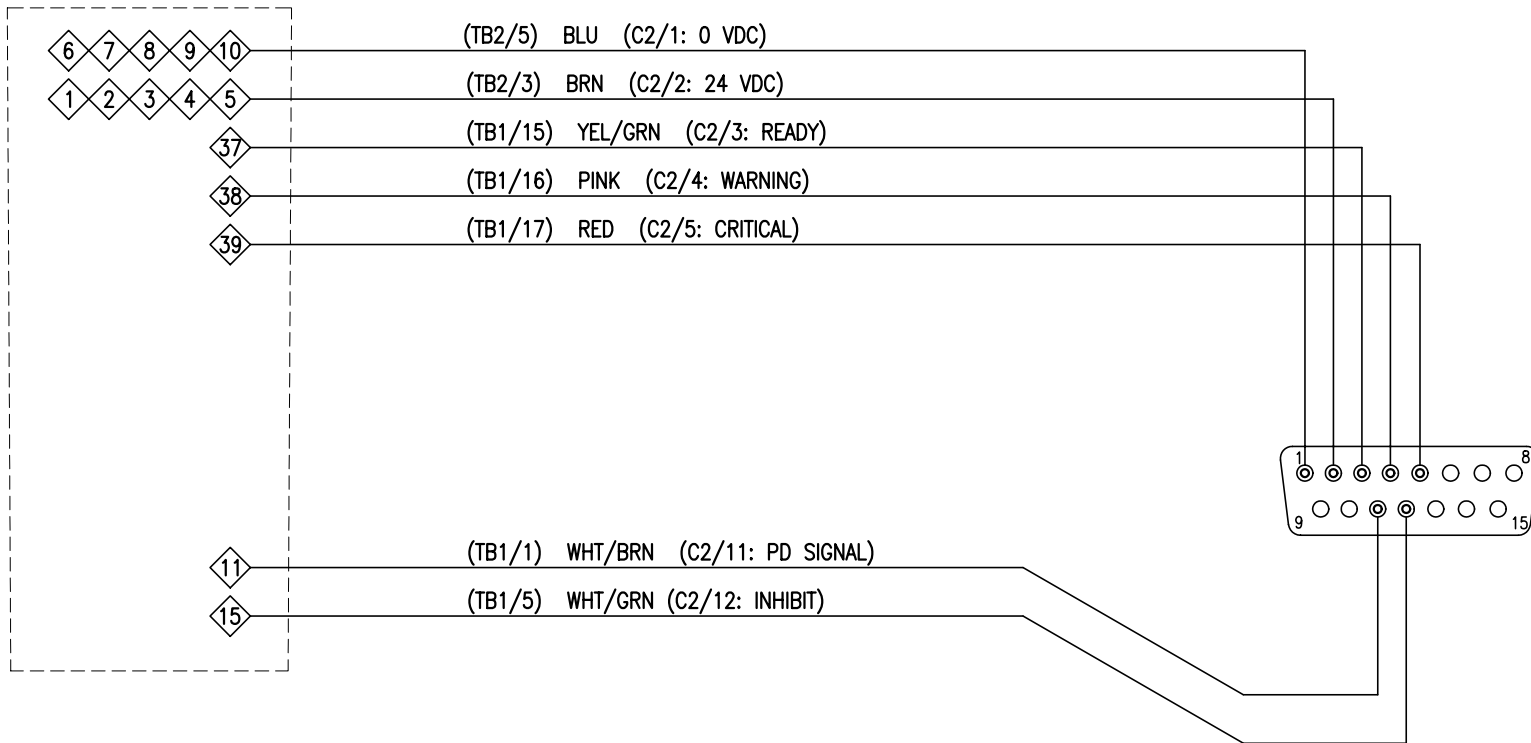 6 7 8 9 10 (TB2/5) BLU (C2/1: 0 VDC)
1 2 3 4 5 (TB2/3) BRN (C2/2: 24 VDC)
37 (TB1/15) YEL/GRN (C2/3: READY)
38 (TB1/16) PINK (C2/4: WARNING)
39 (TB1/17) RED (C2/5: CRITICAL)
1 8
9 15
11 (TB1/1) WHT/BRN (C2/11: PD SIGNAL)
15 (TB1/5) WHT/GRN (C2/12: INHIBIT)